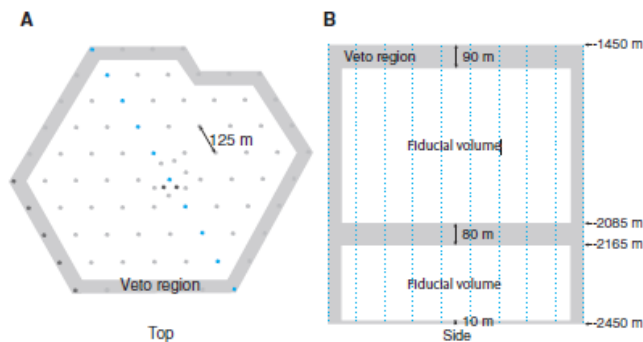 A
125 m
Veto region
Top
B
Veto region
90 m
-1450 m
Fiducial volume
-2085 m
80 m
-2165 m
Fiducial volume
10 m
-2450 m
Side